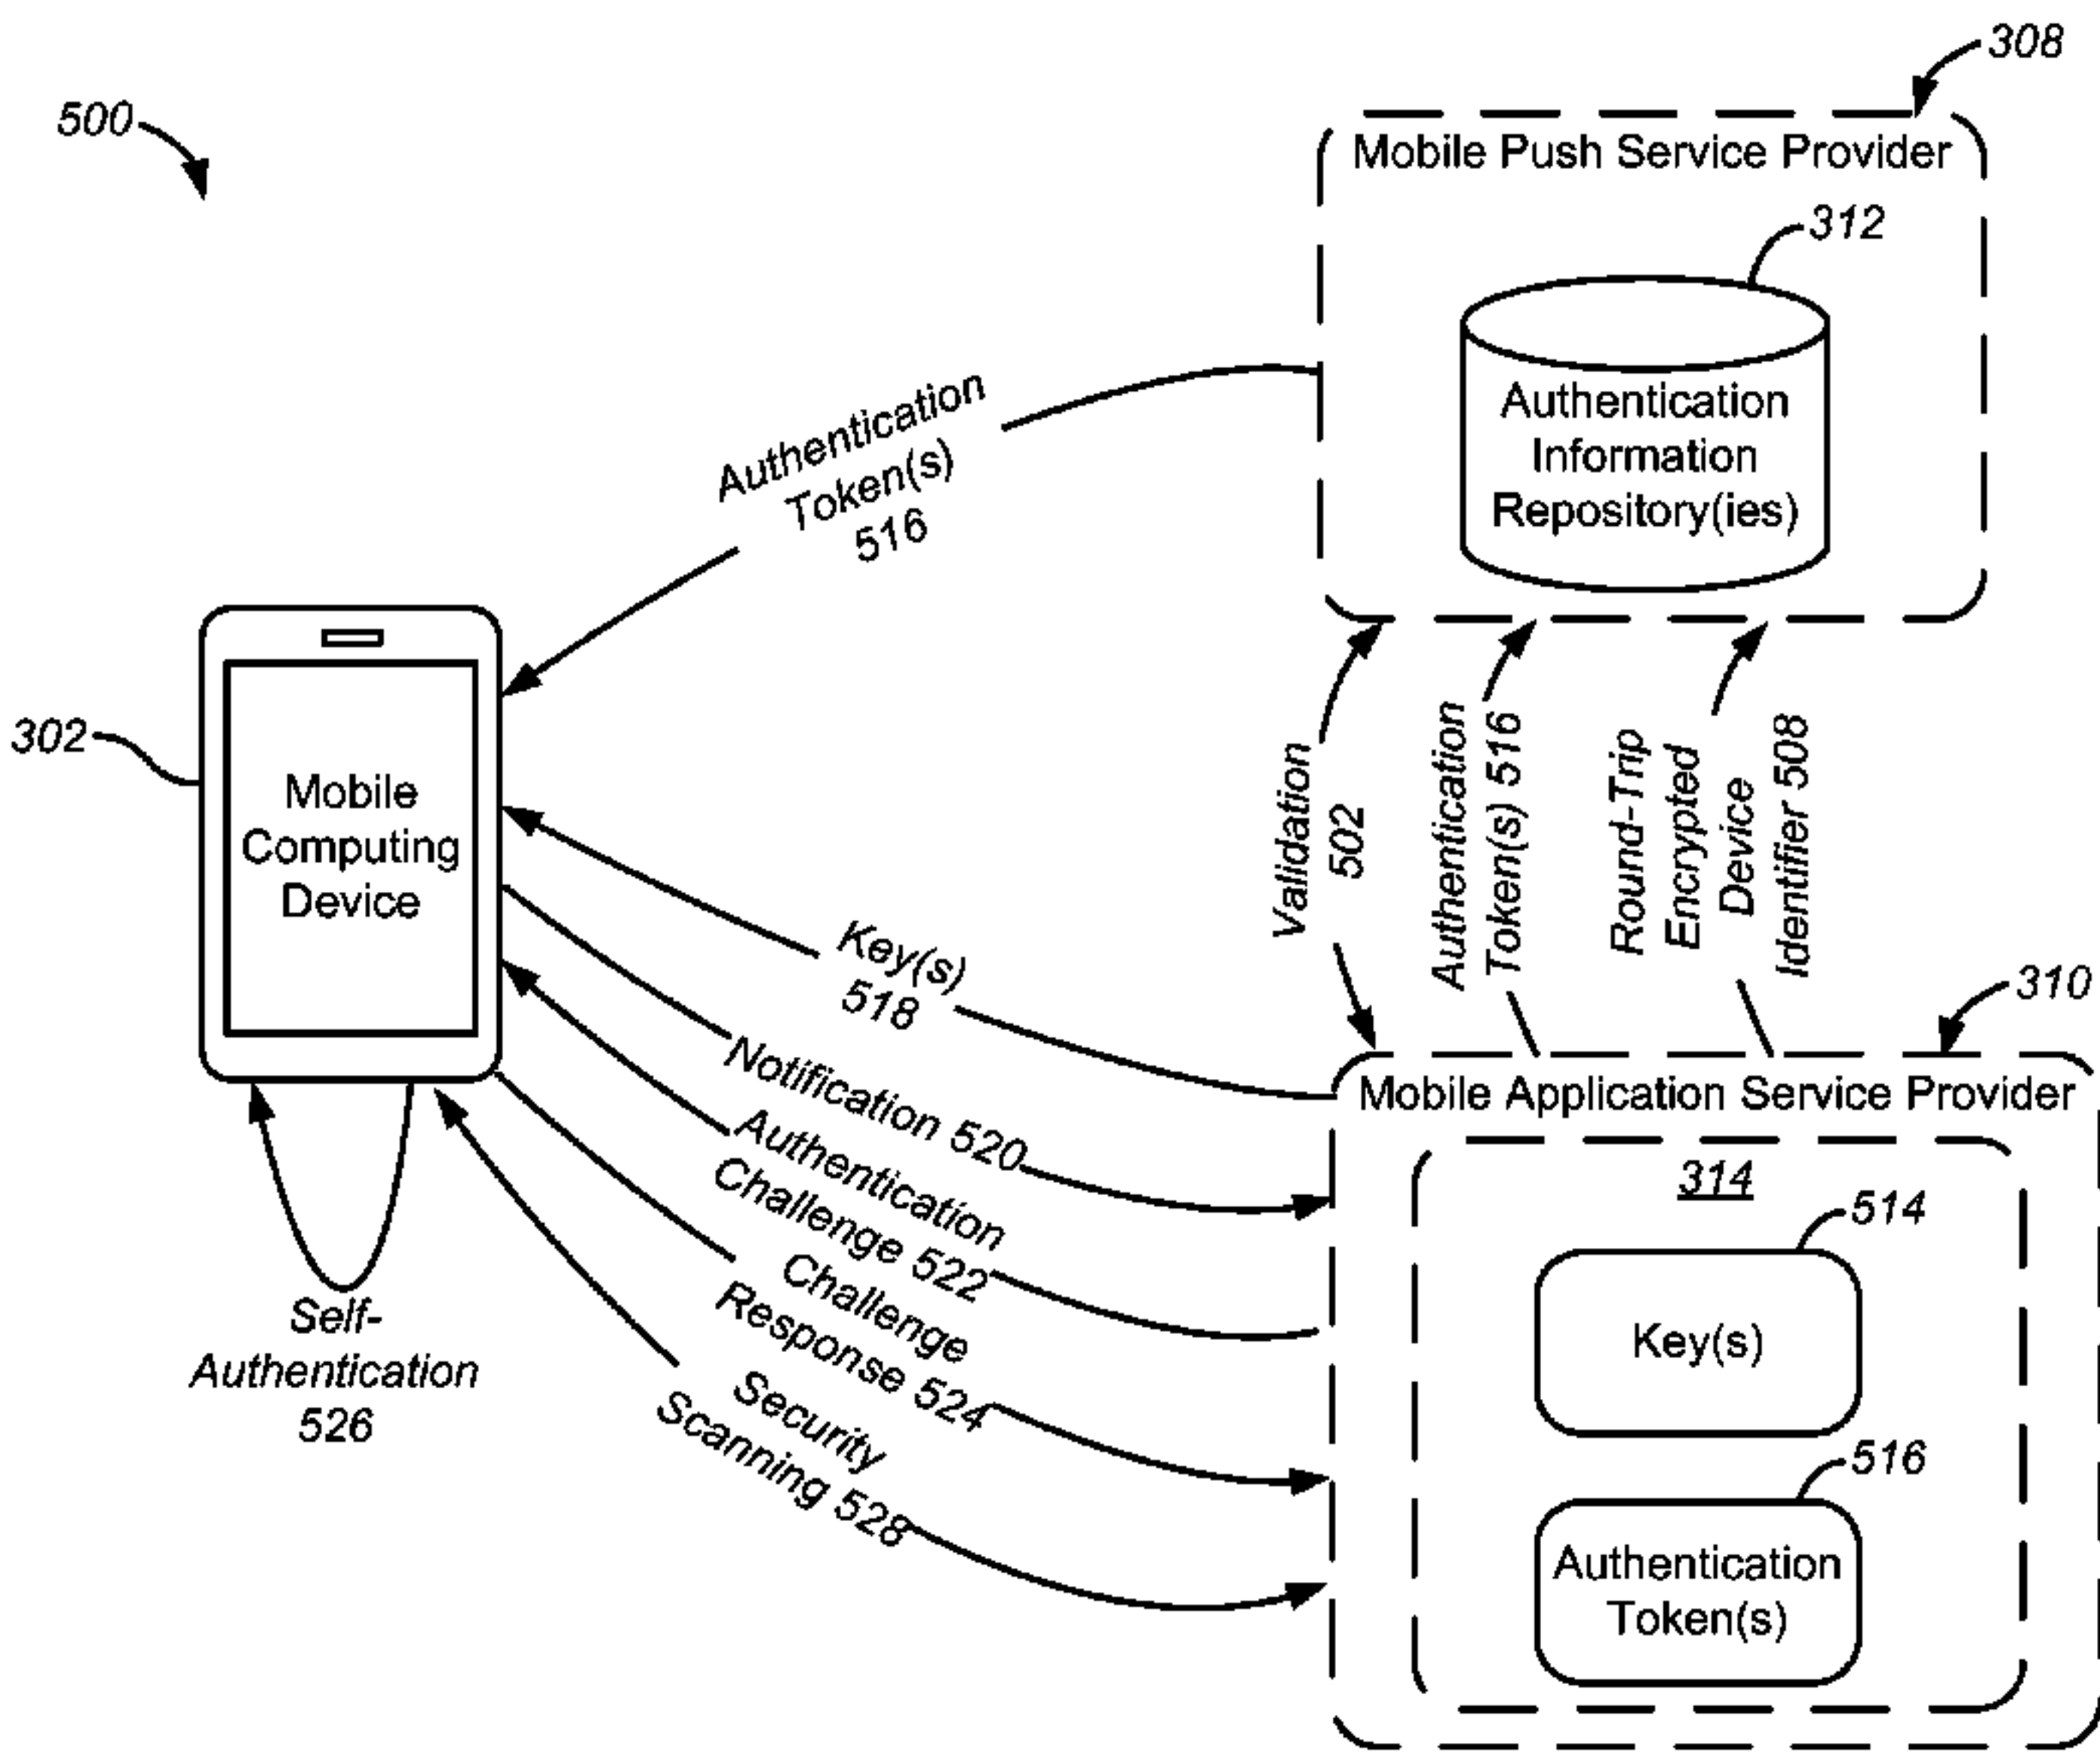 500
308
Mobile Push Service Provider
312
Authentication
Information
Repository(ies)
Authentication
Token(s)
516
302
Mobile
Computing
Device
Validation
502
Authentication
Token(s) 516
Round-Trip
Encrypted
Device
Identifier 508
Key(s)
518
Notification 520
Authentication
Challenge 522
Challenge
Response 524
Security
Scanning 528
Self-
Authentication
526
310
Mobile Application Service Provider
314
514
Key(s)
516
Authentication
Token(s)